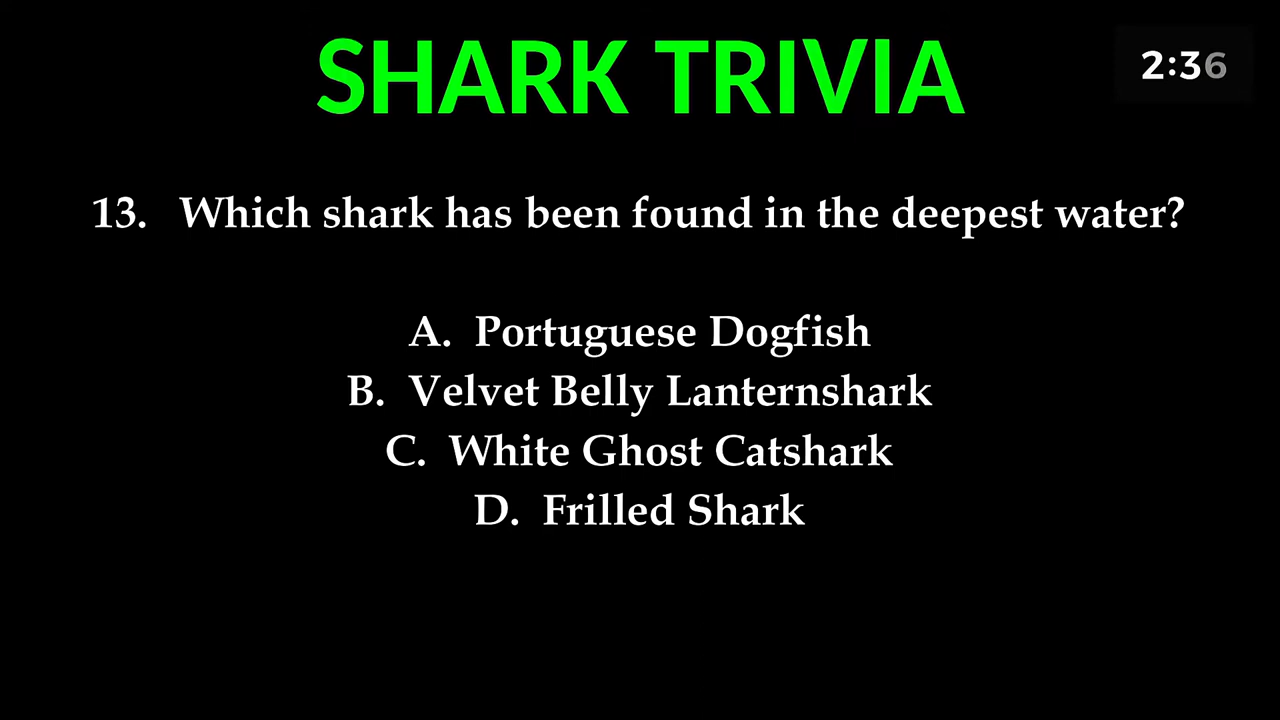 SHARK TRIVIA
2:36
13. Which shark has been found in the deepest water?
A. Portuguese Dogfish
B. Velvet Belly Lanternshark
C. White Ghost Catshark
D. Frilled Shark